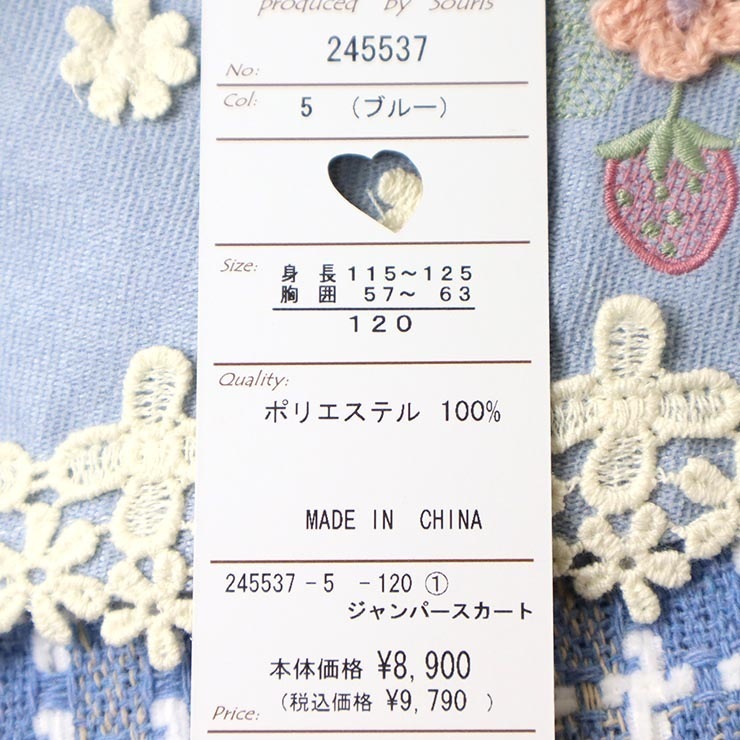 produced by Souris
No: 245537
Col: 5 (ブルー)
Size: 身長 115～125
胸囲 57～ 63
120
Quality:
ポリエステル 100%
MADE IN CHINA
245537-5 -120 ①
ジャンパースカート
本体価格 ¥8,900
(税込価格 ¥9,790 )
Price: